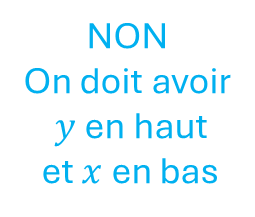 NON
On doit avoir
y en haut
et x en bas